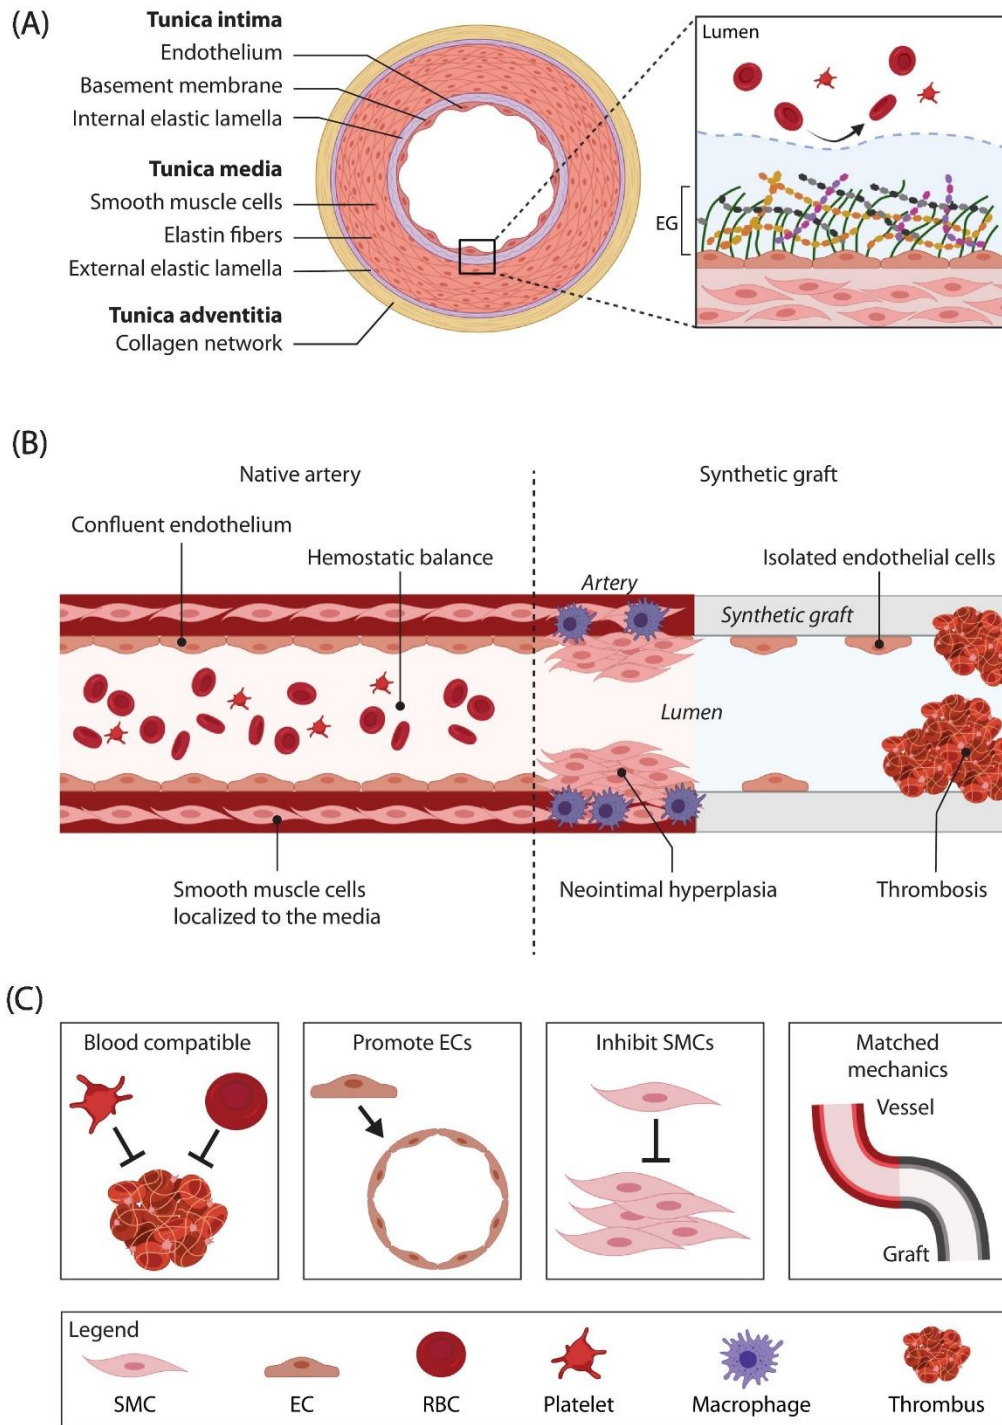 (A)
Tunica intima
Endothelium
Basement membrane
Internal elastic lamella
Tunica media
Smooth muscle cells
Elastin fibers
External elastic lamella
Tunica adventitia
Collagen network
Lumen
EG
(B)
Native artery
Synthetic graft
Confluent endothelium
Hemostatic balance
Isolated endothelial cells
Artery
Synthetic graft
Lumen
Smooth muscle cells
localized to the media
Neointimal hyperplasia
Thrombosis
(C)
Blood compatible
Promote ECs
Inhibit SMCs
Matched
mechanics
Vessel
Graft
Legend
SMC
EC
RBC
Platelet
Macrophage
Thrombus